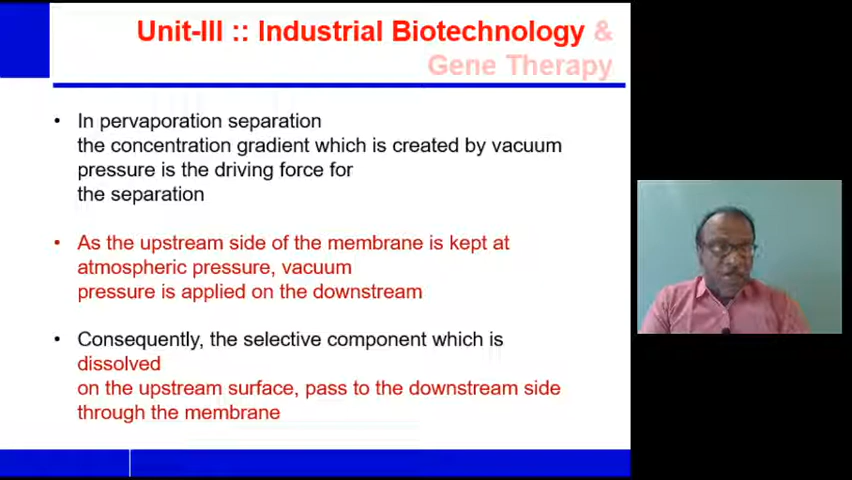 Unit-III :: Industrial Biotechnology &
Gene Therapy
• In pervaporation separation
the concentration gradient which is created by vacuum
pressure is the driving force for
the separation
• As the upstream side of the membrane is kept at
atmospheric pressure, vacuum
pressure is applied on the downstream
• Consequently, the selective component which is
dissolved
on the upstream surface, pass to the downstream side
through the membrane